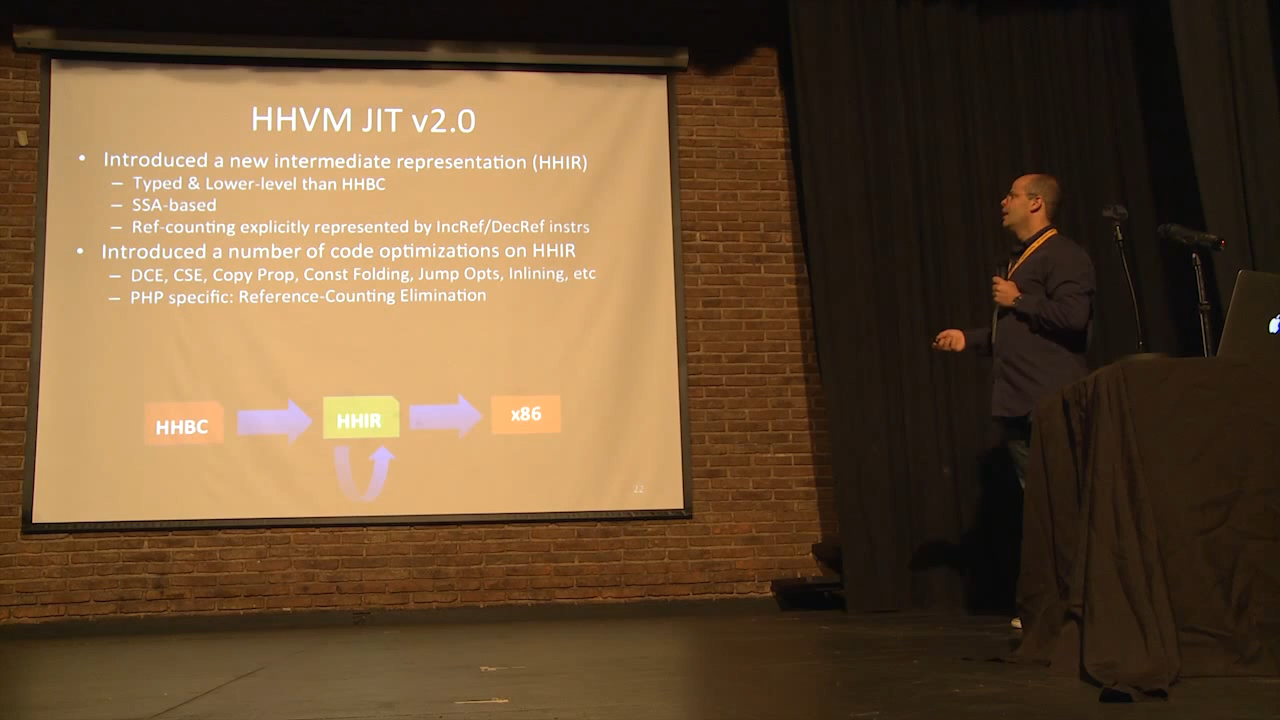 HHVM JIT v2.0
• Introduced a new intermediate representation (HHIR)
– Typed & Lower-level than HHBC
– SSA-based
– Ref-counting explicitly represented by IncRef/DecRef instrs
• Introduced a number of code optimizations on HHIR
– DCE, CSE, Copy Prop, Const Folding, Jump Opts, Inlining, etc
– PHP specific: Reference-Counting Elimination
HHBC
HHIR
x86
22